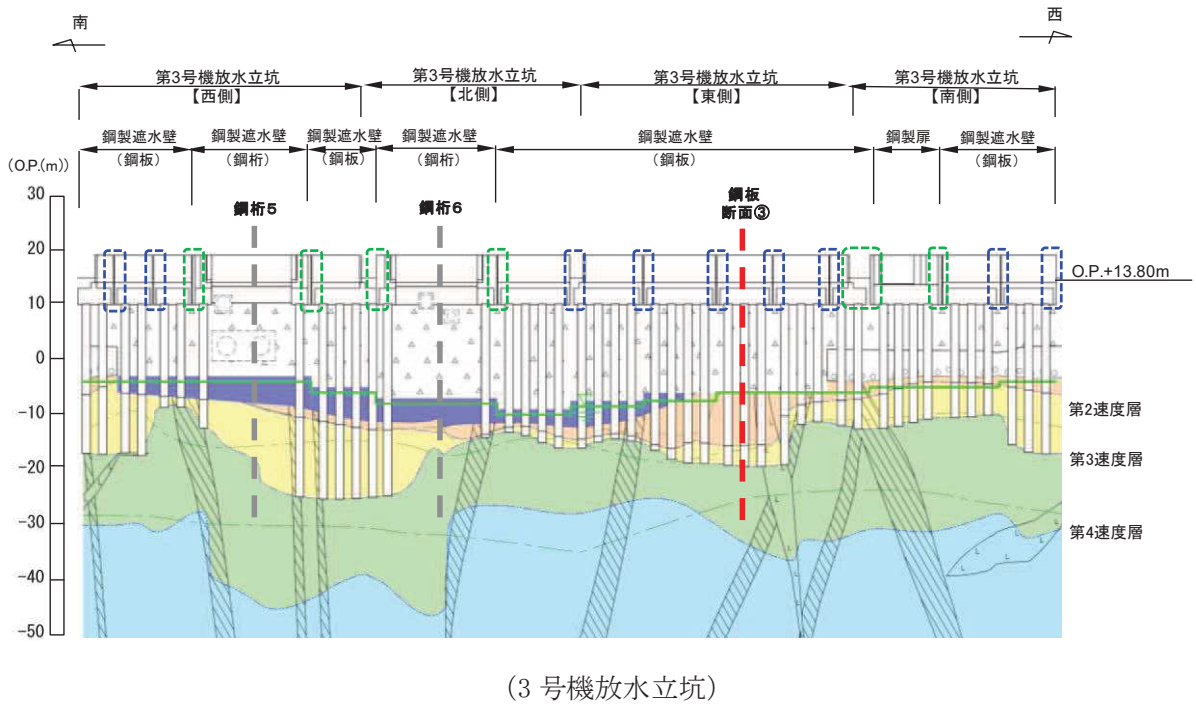 南
西
第3号機放水立坑
【西側】
第3号機放水立坑
【北側】
第3号機放水立坑
【東側】
第3号機放水立坑
【南側】
鋼製遮水壁
(鋼板)
鋼製遮水壁
(鋼桁)
鋼製遮水壁
(鋼板)
鋼製遮水壁
(鋼桁)
鋼製遮水壁
(鋼板)
鋼製扉
鋼製遮水壁
(鋼板)
(O.P.(m))
30
20
10
0
-10
-20
-30
-40
-50
鋼桁5
鋼桁6
鋼板
断面③
O.P.+13.80m
第2速度層
第3速度層
第4速度層
(3 号機放水立坑)